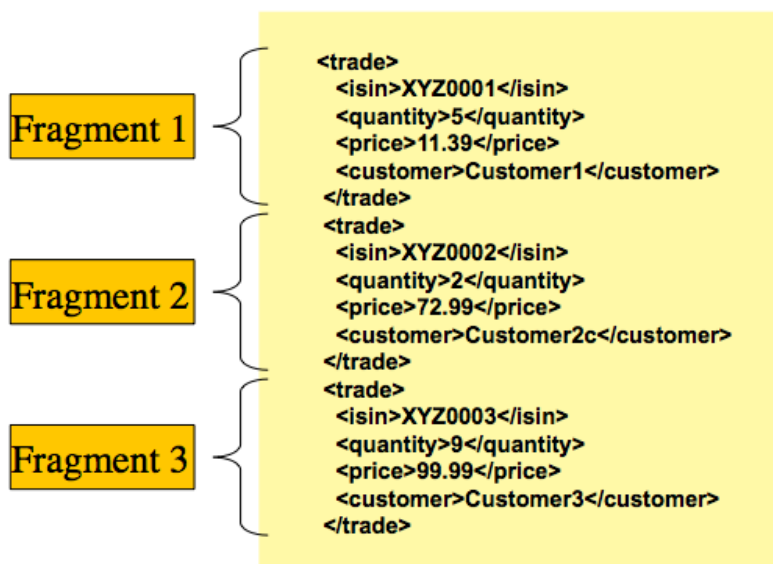 <trade>
<isin>XYZ0001</isin>
<quantity>5</quantity>
Fragment 1
<price>11.39</price>
<customer>Customer1</customer>
</trade>
<trade>
<isin>XYZ0002</isin>
<quantity>2</quantity>
Fragment 2
<price>72.99</price>
<customer>Customer2c</customer>
</trade>
<trade>
<isin>XYZ0003</isin>
<quantity>9</quantity>
Fragment 3
<price>99.99</price>
<customer>Customer3</customer>
</trade>